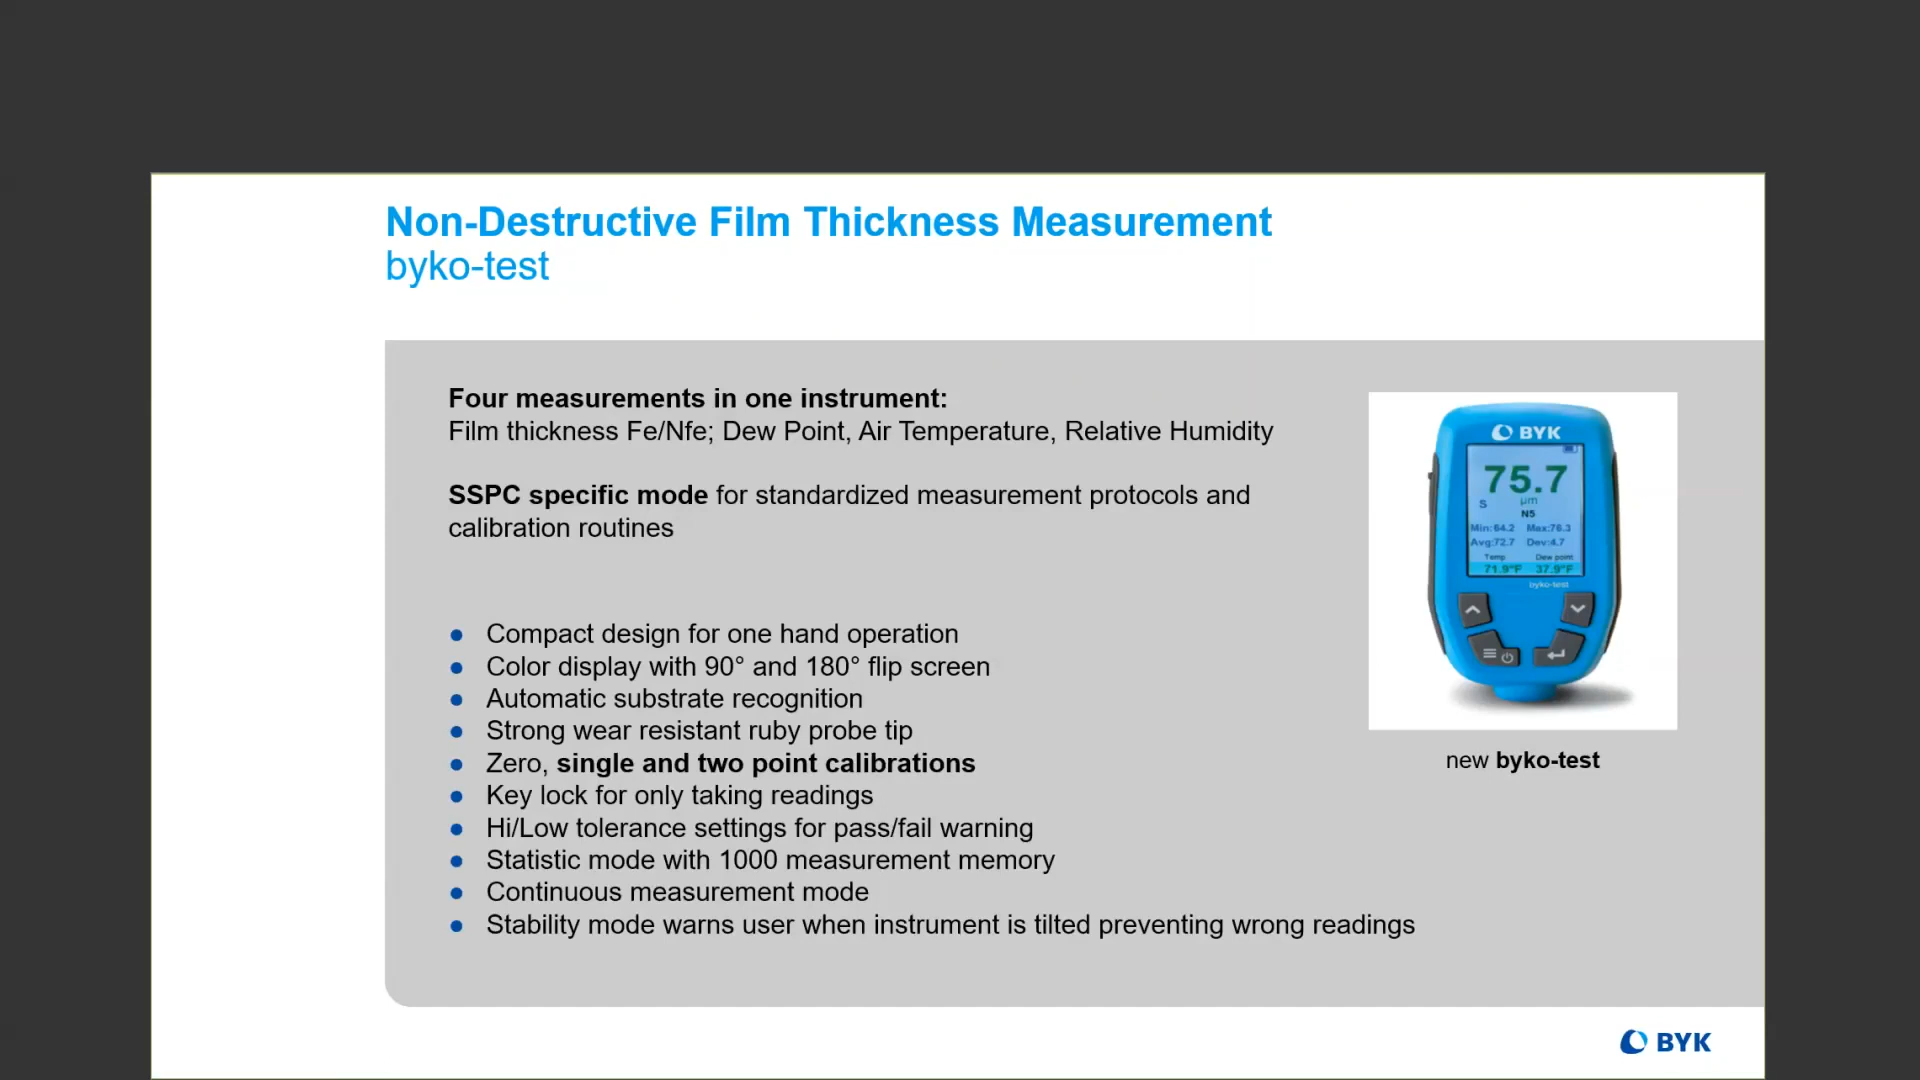 Non-Destructive Film Thickness Measurement
byko-test
Four measurements in one instrument:
Film thickness Fe/Nfe; Dew Point, Air Temperature, Relative Humidity
SSPC specific mode for standardized measurement protocols and
calibration routines
BYK
75.7
S
µm
N5
Min:64.2 Max:76.3
Avg:72.7 Dev:4.7
Temp Dew point
71.9°F 37.9°F
byko-test
new byko-test
● Compact design for one hand operation
● Color display with 90° and 180° flip screen
● Automatic substrate recognition
● Strong wear resistant ruby probe tip
● Zero, single and two point calibrations
● Key lock for only taking readings
● Hi/Low tolerance settings for pass/fail warning
● Statistic mode with 1000 measurement memory
● Continuous measurement mode
● Stability mode warns user when instrument is tilted preventing wrong readings
BYK